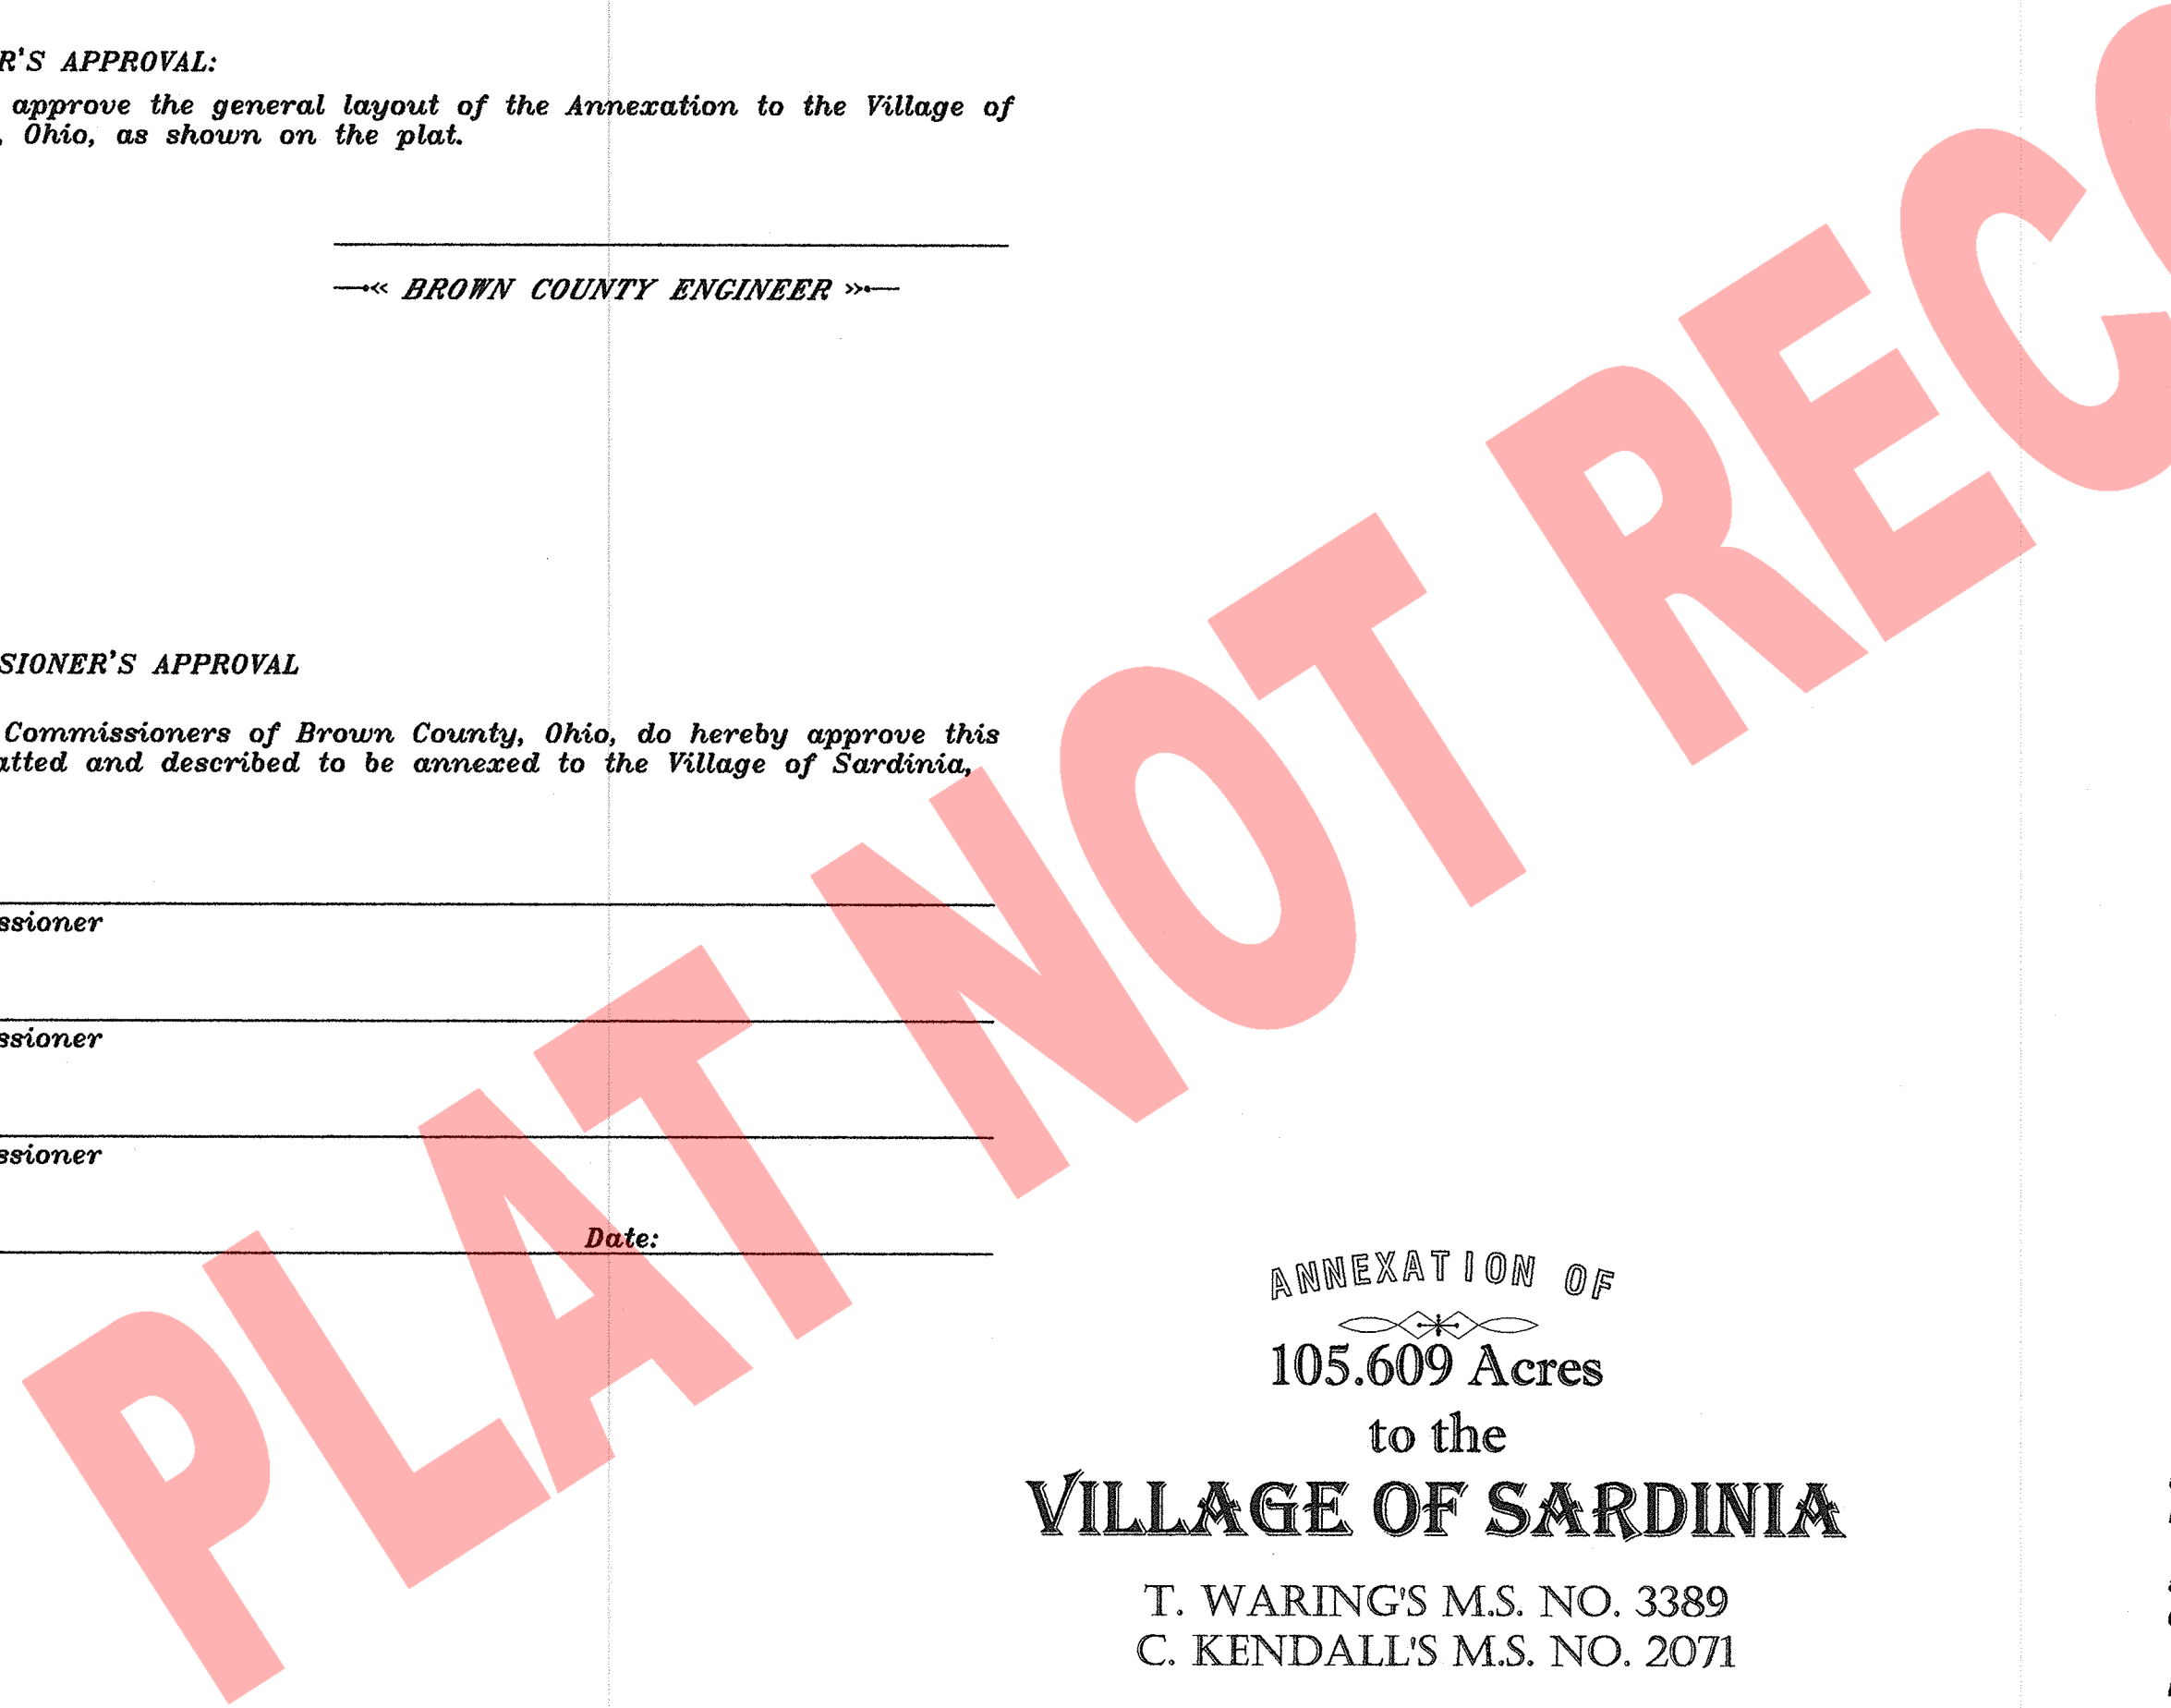 R'S APPROVAL:
approve the general layout of the Annexation to the Village of
, Ohio, as shown on the plat.
BROWN COUNTY ENGINEER
SIONER'S APPROVAL
Commissioners of Brown County, Ohio, do hereby approve this
atted and described to be annexed to the Village of Sardinia,
ssioner
ssioner
ssioner
Date:
PLAT NOT REC
ANNEXATION OF
105.609 Acres
to the
VILLAGE OF SARDINIA
T. WARING'S M.S. NO. 3389
C. KENDALL'S M.S. NO. 2071